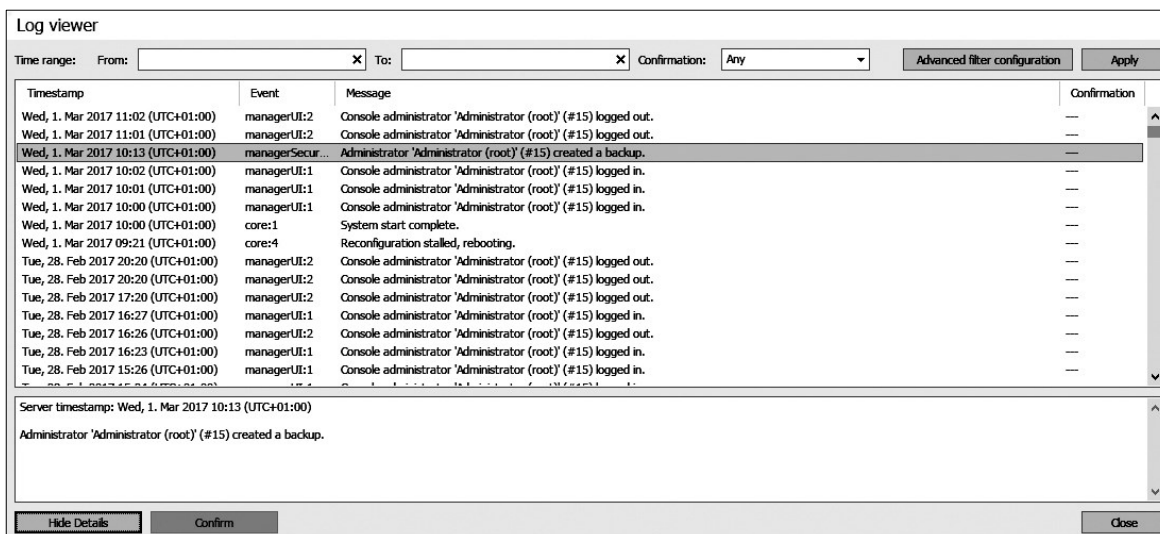 Log viewer
Time range: From: To: Confirmation: Any Advanced filter configuration Apply
Timestamp Event Message Confirmation
Wed, 1. Mar 2017 11:02 (UTC+01:00) managerUI:2 Console administrator 'Administrator (root)' (#15) logged out. ---
Wed, 1. Mar 2017 11:01 (UTC+01:00) managerUI:2 Console administrator 'Administrator (root)' (#15) logged out. ---
Wed, 1. Mar 2017 10:13 (UTC+01:00) managerSecur... Administrator 'Administrator (root)' (#15) created a backup. ---
Wed, 1. Mar 2017 10:02 (UTC+01:00) managerUI:1 Console administrator 'Administrator (root)' (#15) logged in. ---
Wed, 1. Mar 2017 10:01 (UTC+01:00) managerUI:1 Console administrator 'Administrator (root)' (#15) logged in. ---
Wed, 1. Mar 2017 10:00 (UTC+01:00) managerUI:1 Console administrator 'Administrator (root)' (#15) logged in. ---
Wed, 1. Mar 2017 10:00 (UTC+01:00) core:1 System start complete. ---
Wed, 1. Mar 2017 09:21 (UTC+01:00) core:4 Reconfiguration stalled, rebooting. ---
Tue, 28. Feb 2017 20:20 (UTC+01:00) managerUI:2 Console administrator 'Administrator (root)' (#15) logged out. ---
Tue, 28. Feb 2017 20:20 (UTC+01:00) managerUI:2 Console administrator 'Administrator (root)' (#15) logged out. ---
Tue, 28. Feb 2017 17:20 (UTC+01:00) managerUI:2 Console administrator 'Administrator (root)' (#15) logged out. ---
Tue, 28. Feb 2017 16:27 (UTC+01:00) managerUI:1 Console administrator 'Administrator (root)' (#15) logged in. ---
Tue, 28. Feb 2017 16:26 (UTC+01:00) managerUI:2 Console administrator 'Administrator (root)' (#15) logged out. ---
Tue, 28. Feb 2017 16:23 (UTC+01:00) managerUI:1 Console administrator 'Administrator (root)' (#15) logged in. ---
Tue, 28. Feb 2017 15:26 (UTC+01:00) managerUI:1 Console administrator 'Administrator (root)' (#15) logged in. ---
Server timestamp: Wed, 1. Mar 2017 10:13 (UTC+01:00)
Administrator 'Administrator (root)' (#15) created a backup.
Hide Details Confirm Close